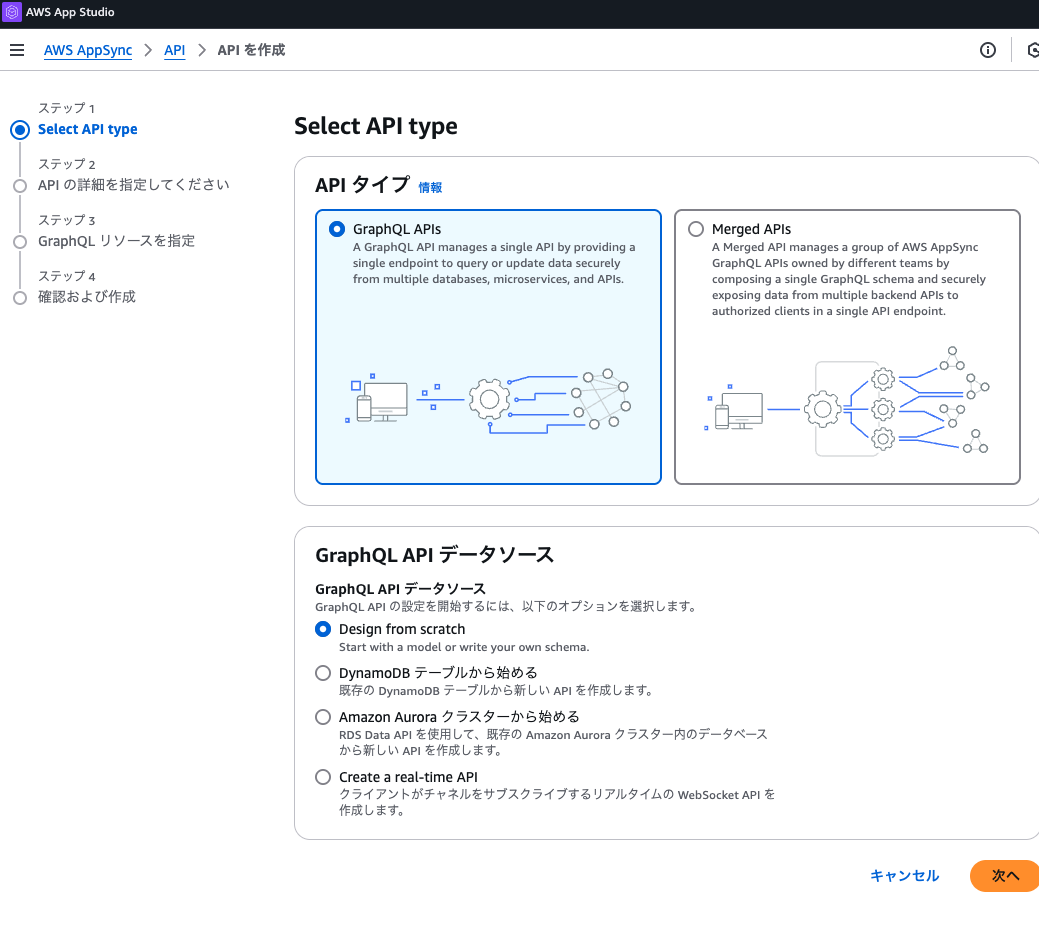 AWS App Studio
AWS AppSync > API > API を作成
ステップ 1
Select API type
ステップ 2
API の詳細を指定してください
ステップ 3
GraphQL リソースを指定
ステップ 4
確認および作成
Select API type
API タイプ 情報
GraphQL APIs
A GraphQL API manages a single API by providing a
single endpoint to query or update data securely
from multiple databases, microservices, and APIs.
Merged APIs
A Merged API manages a group of AWS AppSync
GraphQL APIs owned by different teams by
composing a single GraphQL schema and securely
exposing data from multiple backend APIs to
authorized clients in a single API endpoint.
GraphQL API データソース
GraphQL API データソース
GraphQL API の設定を開始するには、以下のオプションを選択します。
Design from scratch
Start with a model or write your own schema.
DynamoDB テーブルから始める
既存の DynamoDB テーブルから新しい API を作成します。
Amazon Aurora クラスターから始める
RDS Data API を使用して、既存の Amazon Aurora クラスター内のデータベース
から新しい API を作成します。
Create a real-time API
クライアントがチャネルをサブスクライブするリアルタイムの WebSocket API を
作成します。
キャンセル
次へ